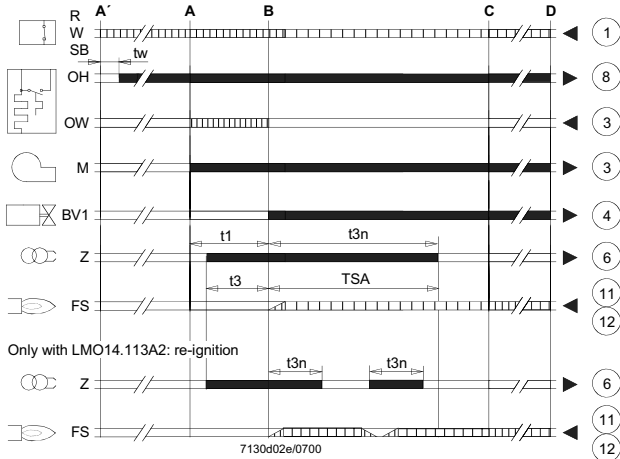 A´ A B C D
R
W 1
SB
tw
OH 8
OW 3
M 3
BV1 4
t1 t3n
Z 6
t3 TSA
FS 11
12
Only with LMO14.113A2: re-ignition
t3n t3n
Z 6
FS 11
12
7130d02e/0700